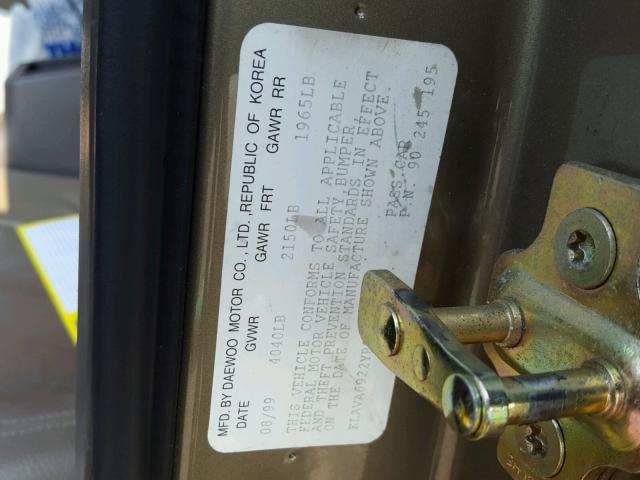 MFD. BY DAEWOO MOTOR CO., LTD. ,REPUBLIC OF KOREA
DATE GVWR GAWR FRT GAWR RR
08/99 4040LB 2150LB 1965LB
THIS VEHICLE CONFORMS TO ALL APPLICABLE
FEDERAL MOTOR VEHICLE SAFETY, BUMPER,
AND THEFT PREVENTION STANDARDS IN EFFECT
ON THE DATE OF MANUFACTURE SHOWN ABOVE.
PASS. CAR
P.N. 90 245 195